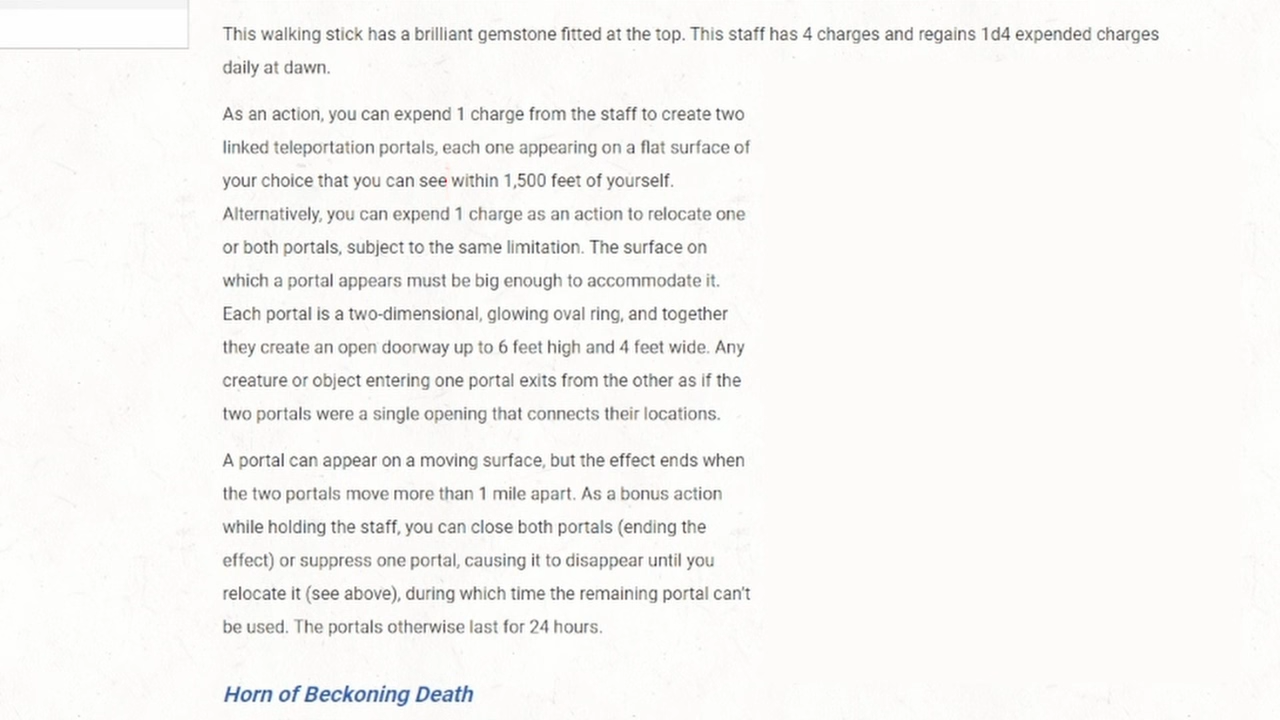 This walking stick has a brilliant gemstone fitted at the top. This staff has 4 charges and regains 1d4 expended charges
daily at dawn.
As an action, you can expend 1 charge from the staff to create two
linked teleportation portals, each one appearing on a flat surface of
your choice that you can see within 1,500 feet of yourself.
Alternatively, you can expend 1 charge as an action to relocate one
or both portals, subject to the same limitation. The surface on
which a portal appears must be big enough to accommodate it.
Each portal is a two-dimensional, glowing oval ring, and together
they create an open doorway up to 6 feet high and 4 feet wide. Any
creature or object entering one portal exits from the other as if the
two portals were a single opening that connects their locations.
A portal can appear on a moving surface, but the effect ends when
the two portals move more than 1 mile apart. As a bonus action
while holding the staff, you can close both portals (ending the
effect) or suppress one portal, causing it to disappear until you
relocate it (see above), during which time the remaining portal can't
be used. The portals otherwise last for 24 hours.
Horn of Beckoning Death